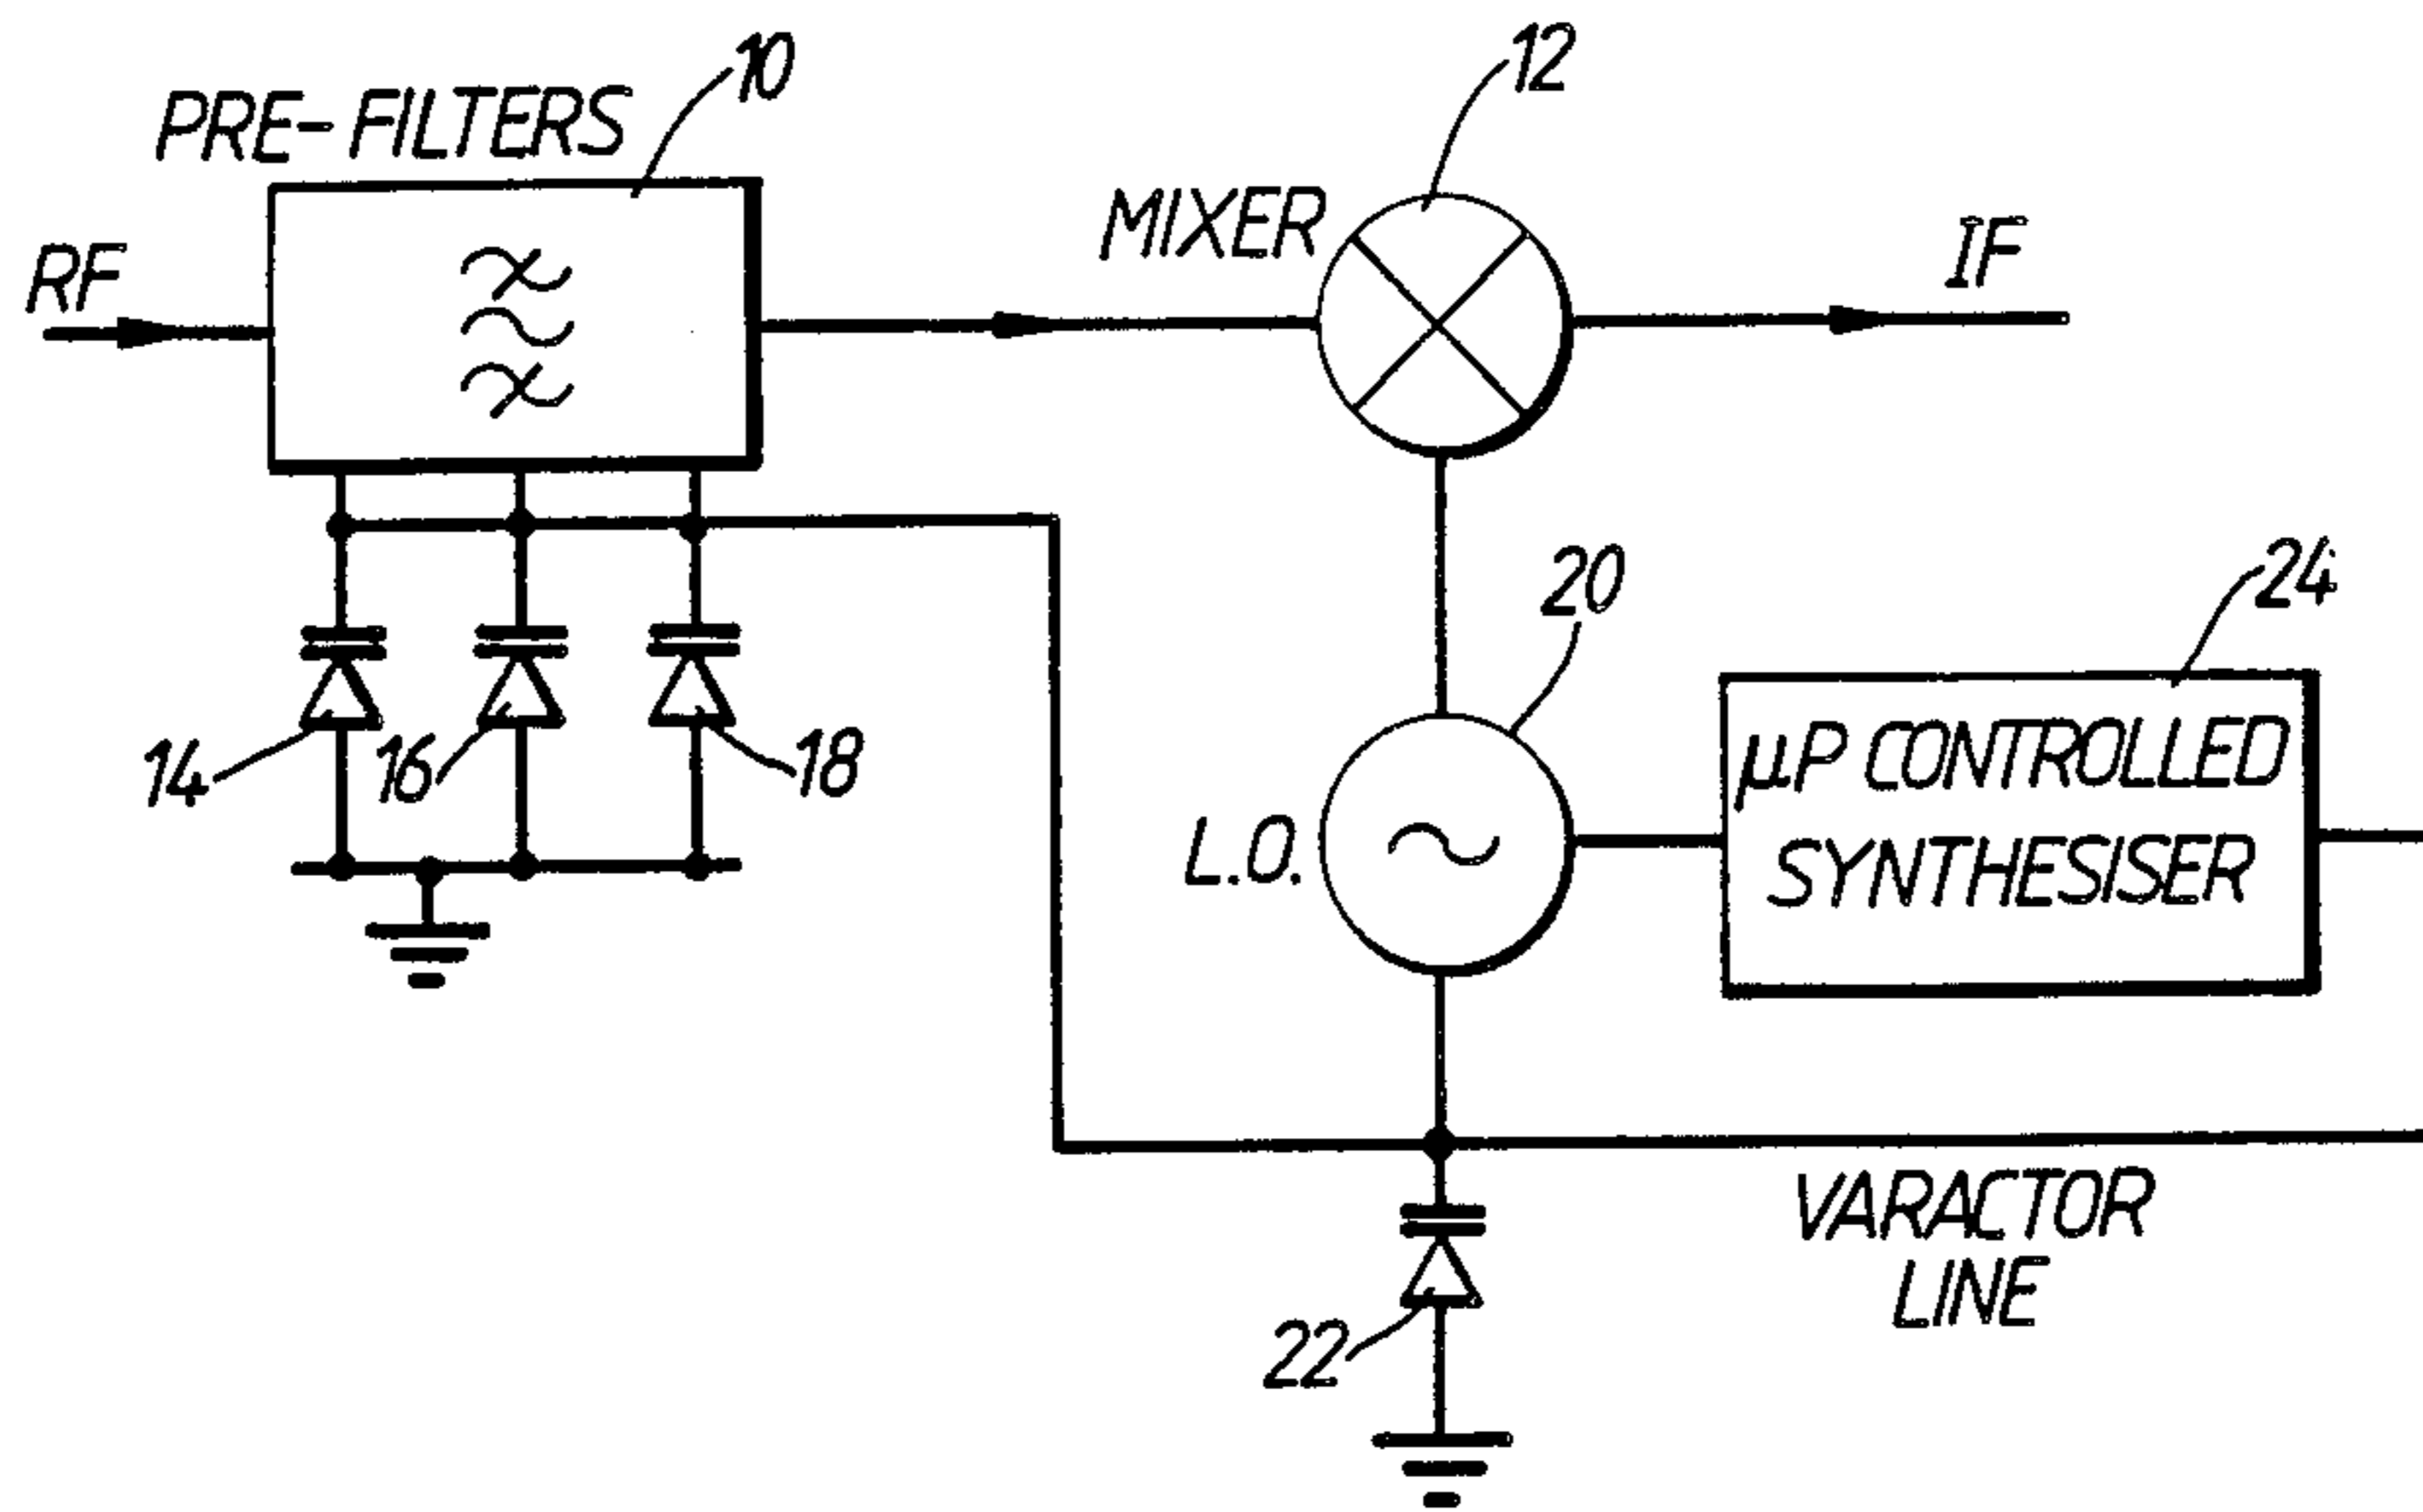 10
12
PRE-FILTERS
MIXER
RF
IF
20
24
14
16
18
L.O.
µP CONTROLLED
SYNTHESISER
VARACTOR
LINE
22